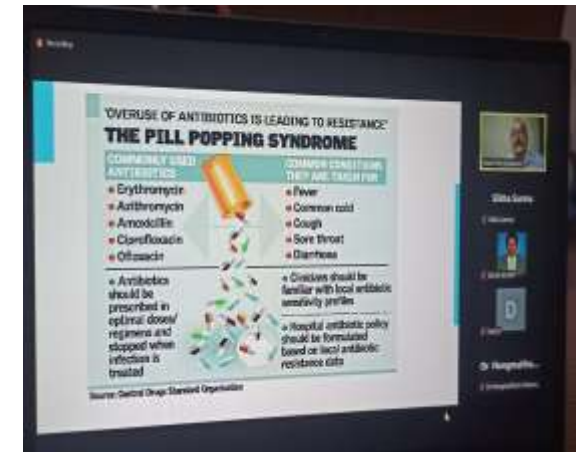 'OVERUSE OF ANTIBIOTICS IS LEADING TO RESISTANCE'
THE PILL POPPING SYNDROME
COMMONLY USED
ANTIBIOTICS
• Erythromycin
• Azithromycin
• Amoxicillin
• Ciprofloxacin
• Ofloxacin
COMMON CONDITIONS
THEY ARE TAKEN FOR
• Fever
• Common cold
• Cough
• Sore throat
• Diarrhoea
• Antibiotics
should be
prescribed in
optimal doses/
regimens and
stopped when
infection is
treated
• Clinicians should be
familiar with local antibiotic
sensitivity profiles
• Hospital antibiotic policy
should be formulated
based on local antibiotic
resistance data
Source: Central Drugs Standard Organisation
D